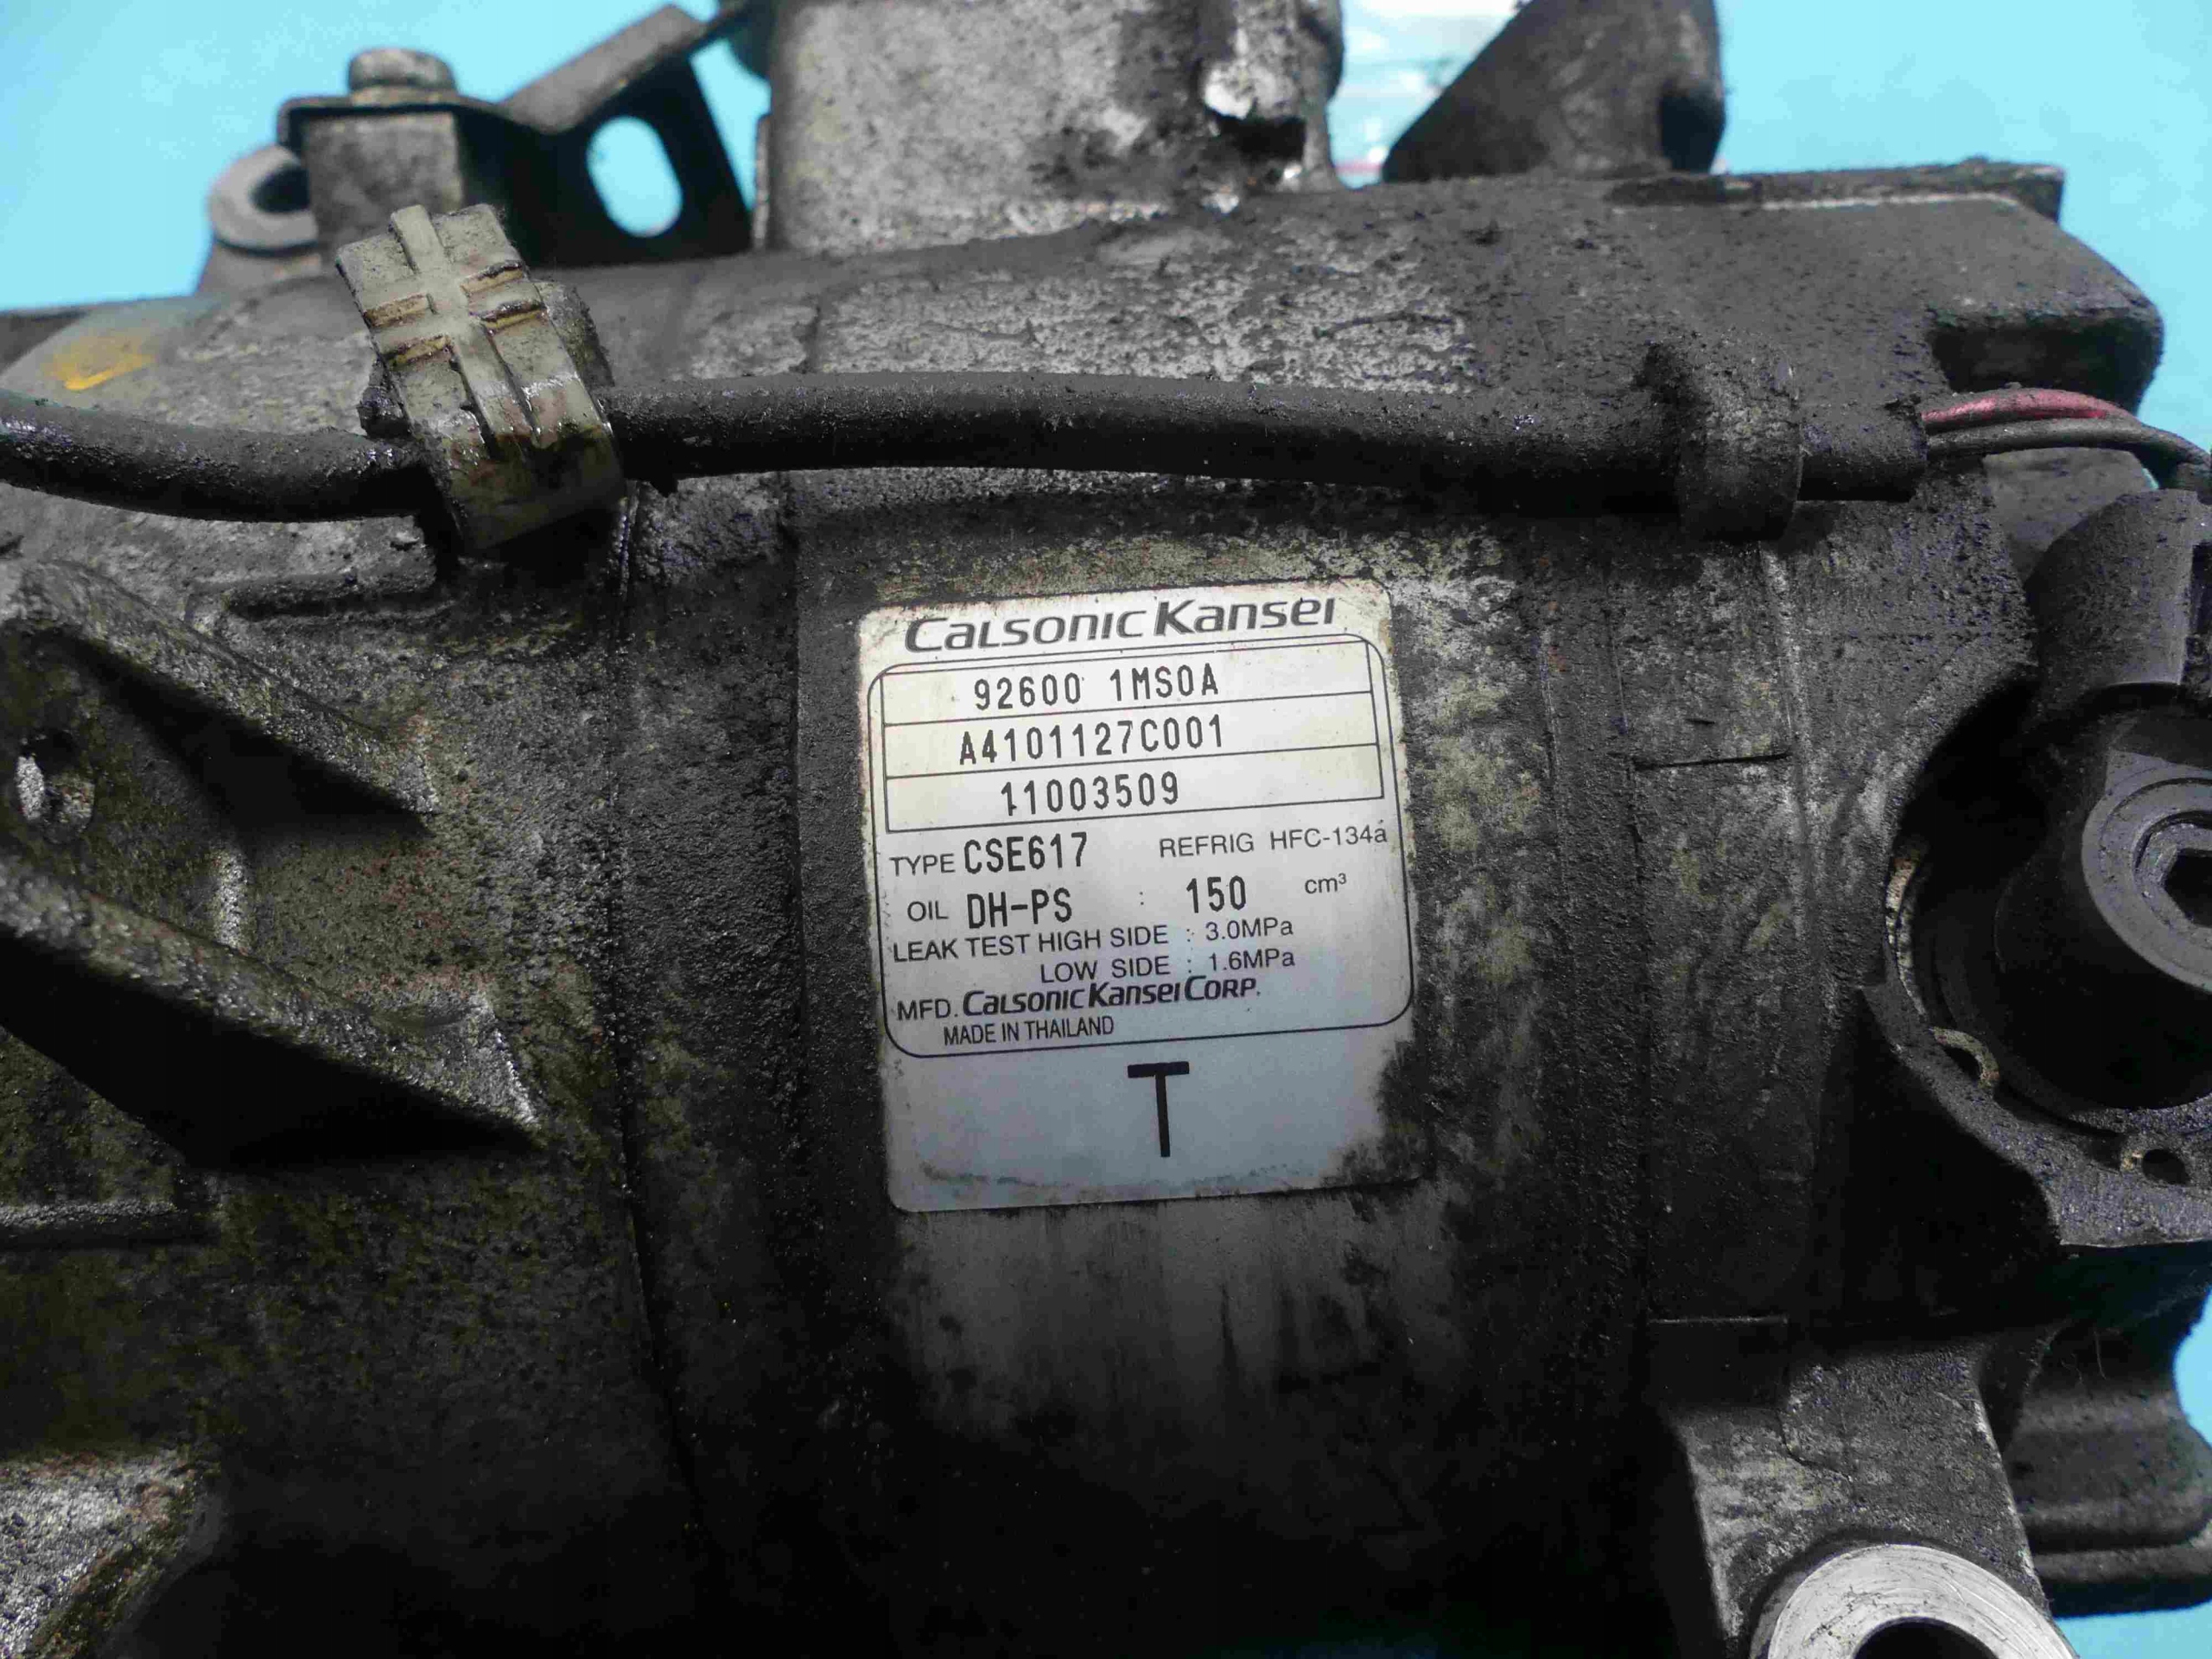 CalsonicKansei
92600 1MS0A
A4101127C001
11003509
TYPE CSE617 REFRIG HFC-134a
OIL DH-PS : 150 cm³
LEAK TEST HIGH SIDE : 3.0MPa
LOW SIDE : 1.6MPa
MFD. CalsonicKansei Corp.
MADE IN THAILAND
T